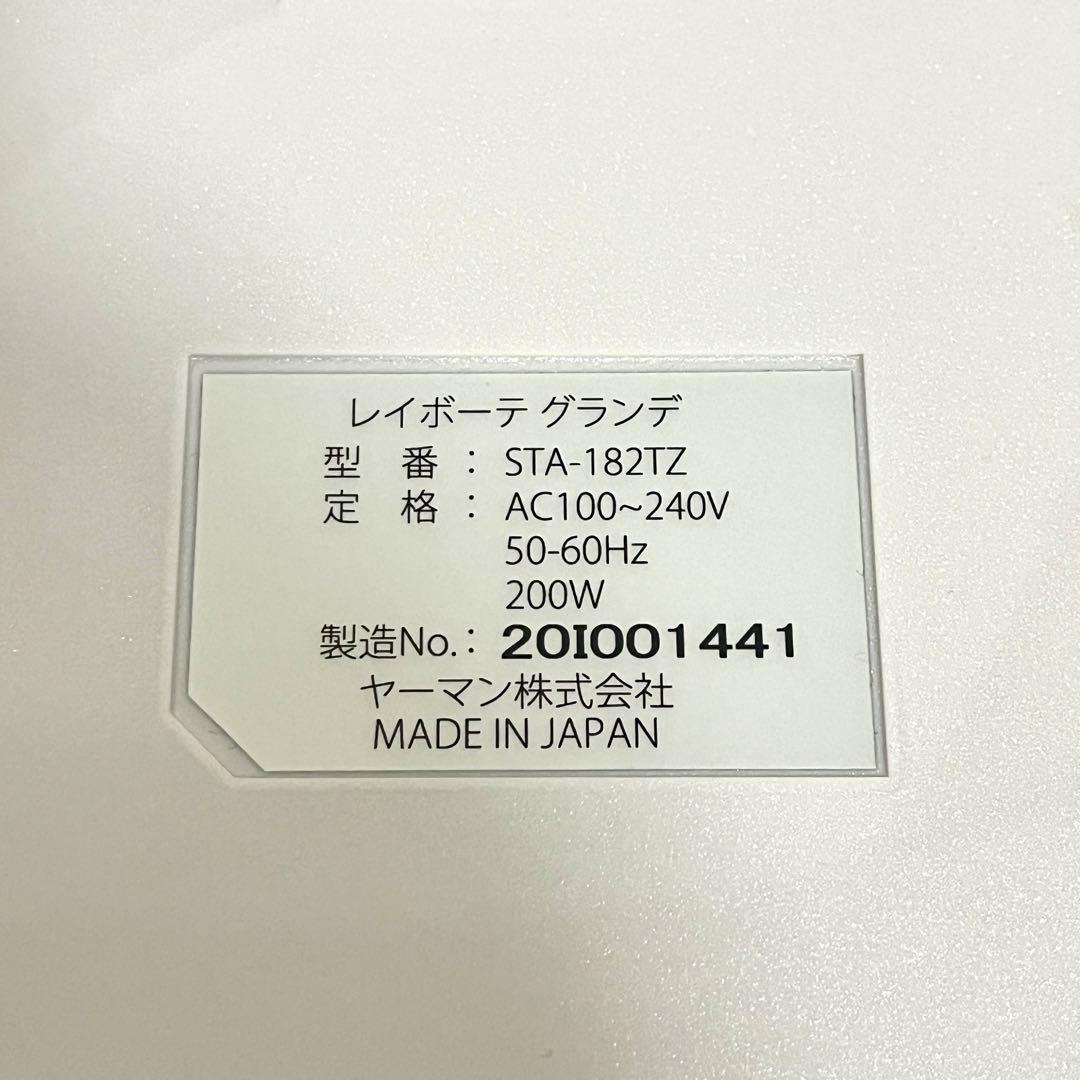 レイボーテ グランデ
型 番 : STA-182TZ
定 格 : AC100~240V
50-60Hz
200W
製造No.: 20I001441
ヤーマン株式会社
MADE IN JAPAN